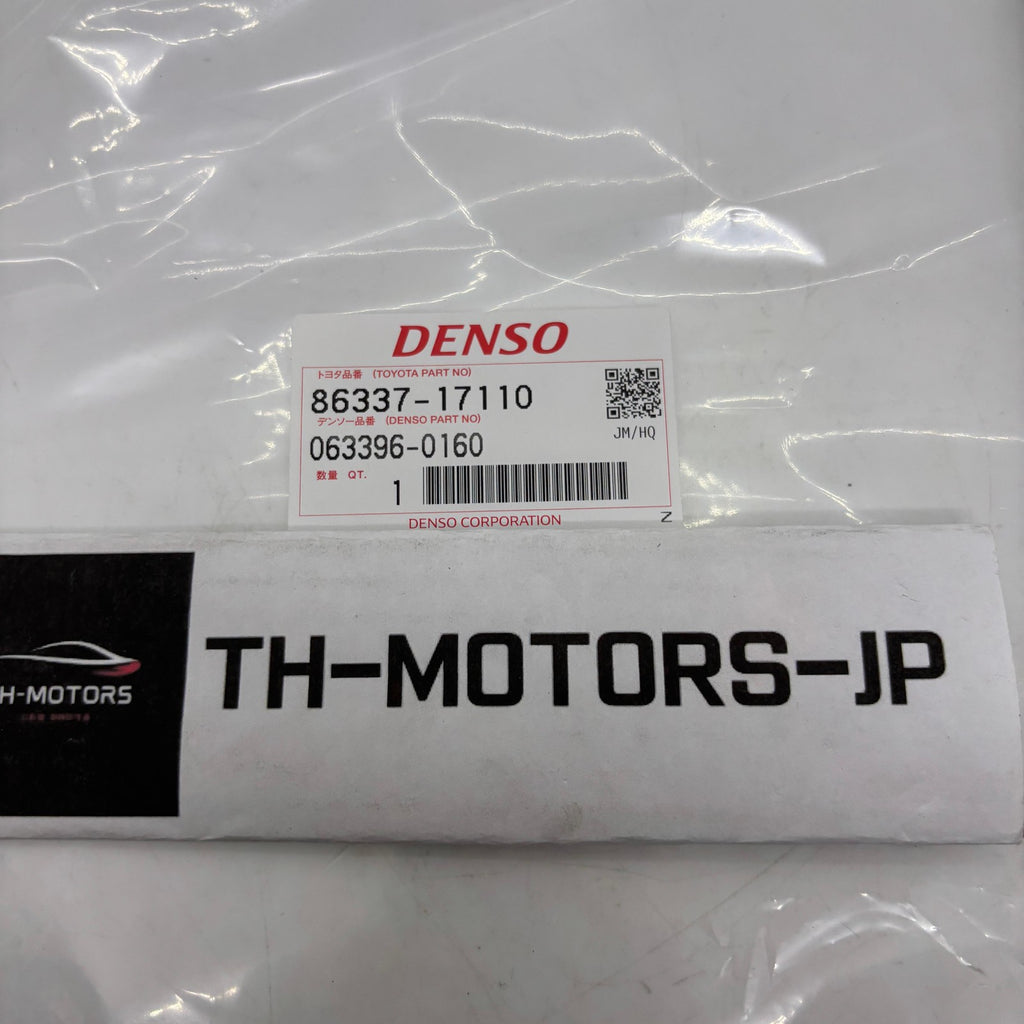 DENSO
トヨタ品番 (TOYOTA PART NO)
86337-17110
デンソー品番 (DENSO PART NO)
063396-0160
JM/HQ
数量 QT.
1
DENSO CORPORATION
Z
TH-MOTORS-JP
H-MOTORS